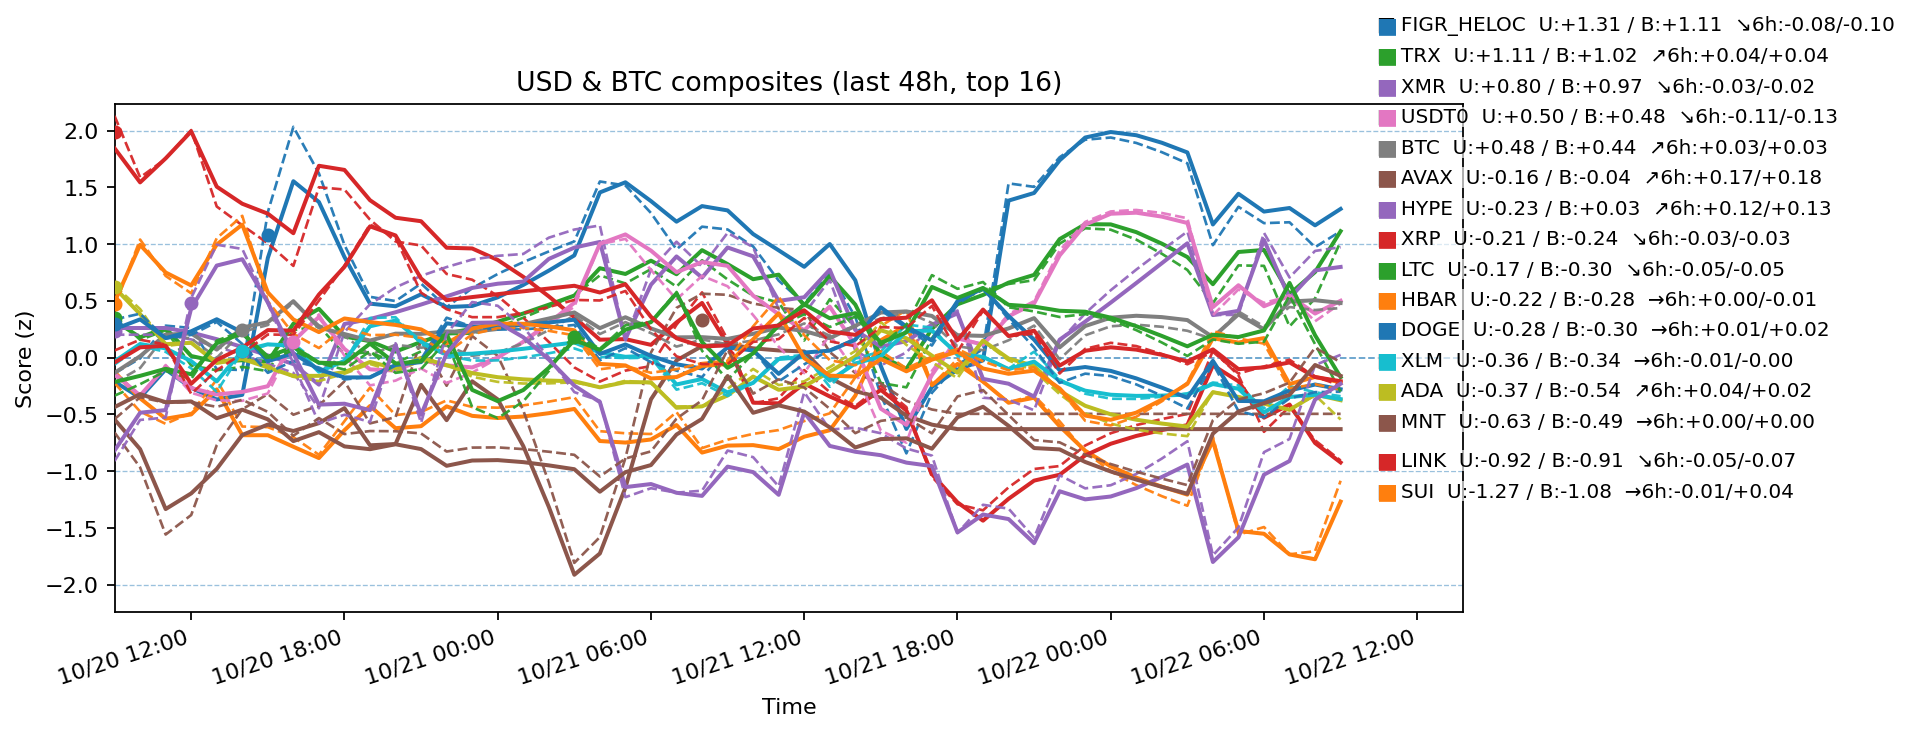 FIGR_HELOC U:+1.31 / B:+1.11 ↘6h:-0.08/-0.10
TRX U:+1.11 / B:+1.02 ↗6h:+0.04/+0.04
USD & BTC composites (last 48h, top 16)
XMR U:+0.80 / B:+0.97 ↘6h:-0.03/-0.02
USDT0 U:+0.50 / B:+0.48 ↘6h:-0.11/-0.13
BTC U:+0.48 / B:+0.44 ↗6h:+0.03/+0.03
AVAX U:-0.16 / B:-0.04 ↗6h:+0.17/+0.18
HYPE U:-0.23 / B:+0.03 ↗6h:+0.12/+0.13
XRP U:-0.21 / B:-0.24 ↘6h:-0.03/-0.03
LTC U:-0.17 / B:-0.30 ↘6h:-0.05/-0.05
HBAR U:-0.22 / B:-0.28 →6h:+0.00/-0.01
DOGE U:-0.28 / B:-0.30 →6h:+0.01/+0.02
XLM U:-0.36 / B:-0.34 →6h:-0.01/-0.00
ADA U:-0.37 / B:-0.54 ↗6h:+0.04/+0.02
MNT U:-0.63 / B:-0.49 →6h:+0.00/+0.00
LINK U:-0.92 / B:-0.91 ↘6h:-0.05/-0.07
SUI U:-1.27 / B:-1.08 →6h:-0.01/+0.04
Score (z)
2.0
1.5
1.0
0.5
0.0
−0.5
−1.0
−1.5
−2.0
10/20 12:00
10/20 18:00
10/21 00:00
10/21 06:00
10/21 12:00
10/21 18:00
10/22 00:00
10/22 06:00
10/22 12:00
Time